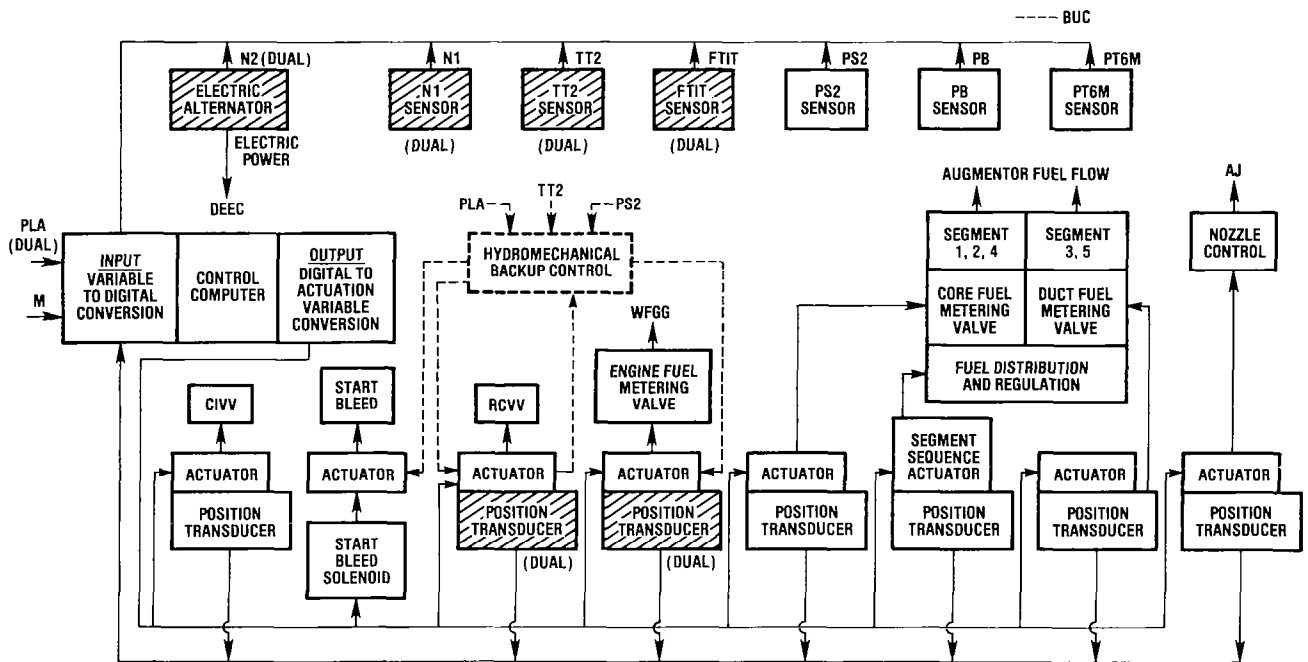 BUC
N2 (DUAL)
N1
TT2
FTIT
PS2
PB
PT6M
ELECTRIC
ALTERNATOR
N1
SENSOR
TT2
SENSOR
FTIT
SENSOR
PS2
SENSOR
PB
SENSOR
PT6M
SENSOR
ELECTRIC
POWER
(DUAL)
(DUAL)
(DUAL)
DEEC
PLA
(DUAL)
M
INPUT
VARIABLE
TO DIGITAL
CONVERSION
CONTROL
COMPUTER
OUTPUT
DIGITAL TO
ACTUATION
VARIABLE
CONVERSION
PLA
TT2
PS2
HYDROMECHANICAL
BACKUP CONTROL
AUGMENTOR FUEL FLOW
SEGMENT
1, 2, 4
SEGMENT
3, 5
CORE FUEL
METERING
VALVE
DUCT FUEL
METERING
VALVE
FUEL DISTRIBUTION
AND REGULATION
AJ
NOZZLE
CONTROL
WFGG
ENGINE FUEL
METERING
VALVE
CIVV
START
BLEED
RCVV
ACTUATOR
POSITION
TRANSDUCER
ACTUATOR
START
BLEED
SOLENOID
ACTUATOR
POSITION
TRANSDUCER
(DUAL)
ACTUATOR
POSITION
TRANSDUCER
(DUAL)
ACTUATOR
POSITION
TRANSDUCER
SEGMENT
SEQUENCE
ACTUATOR
POSITION
TRANSDUCER
ACTUATOR
POSITION
TRANSDUCER
ACTUATOR
POSITION
TRANSDUCER